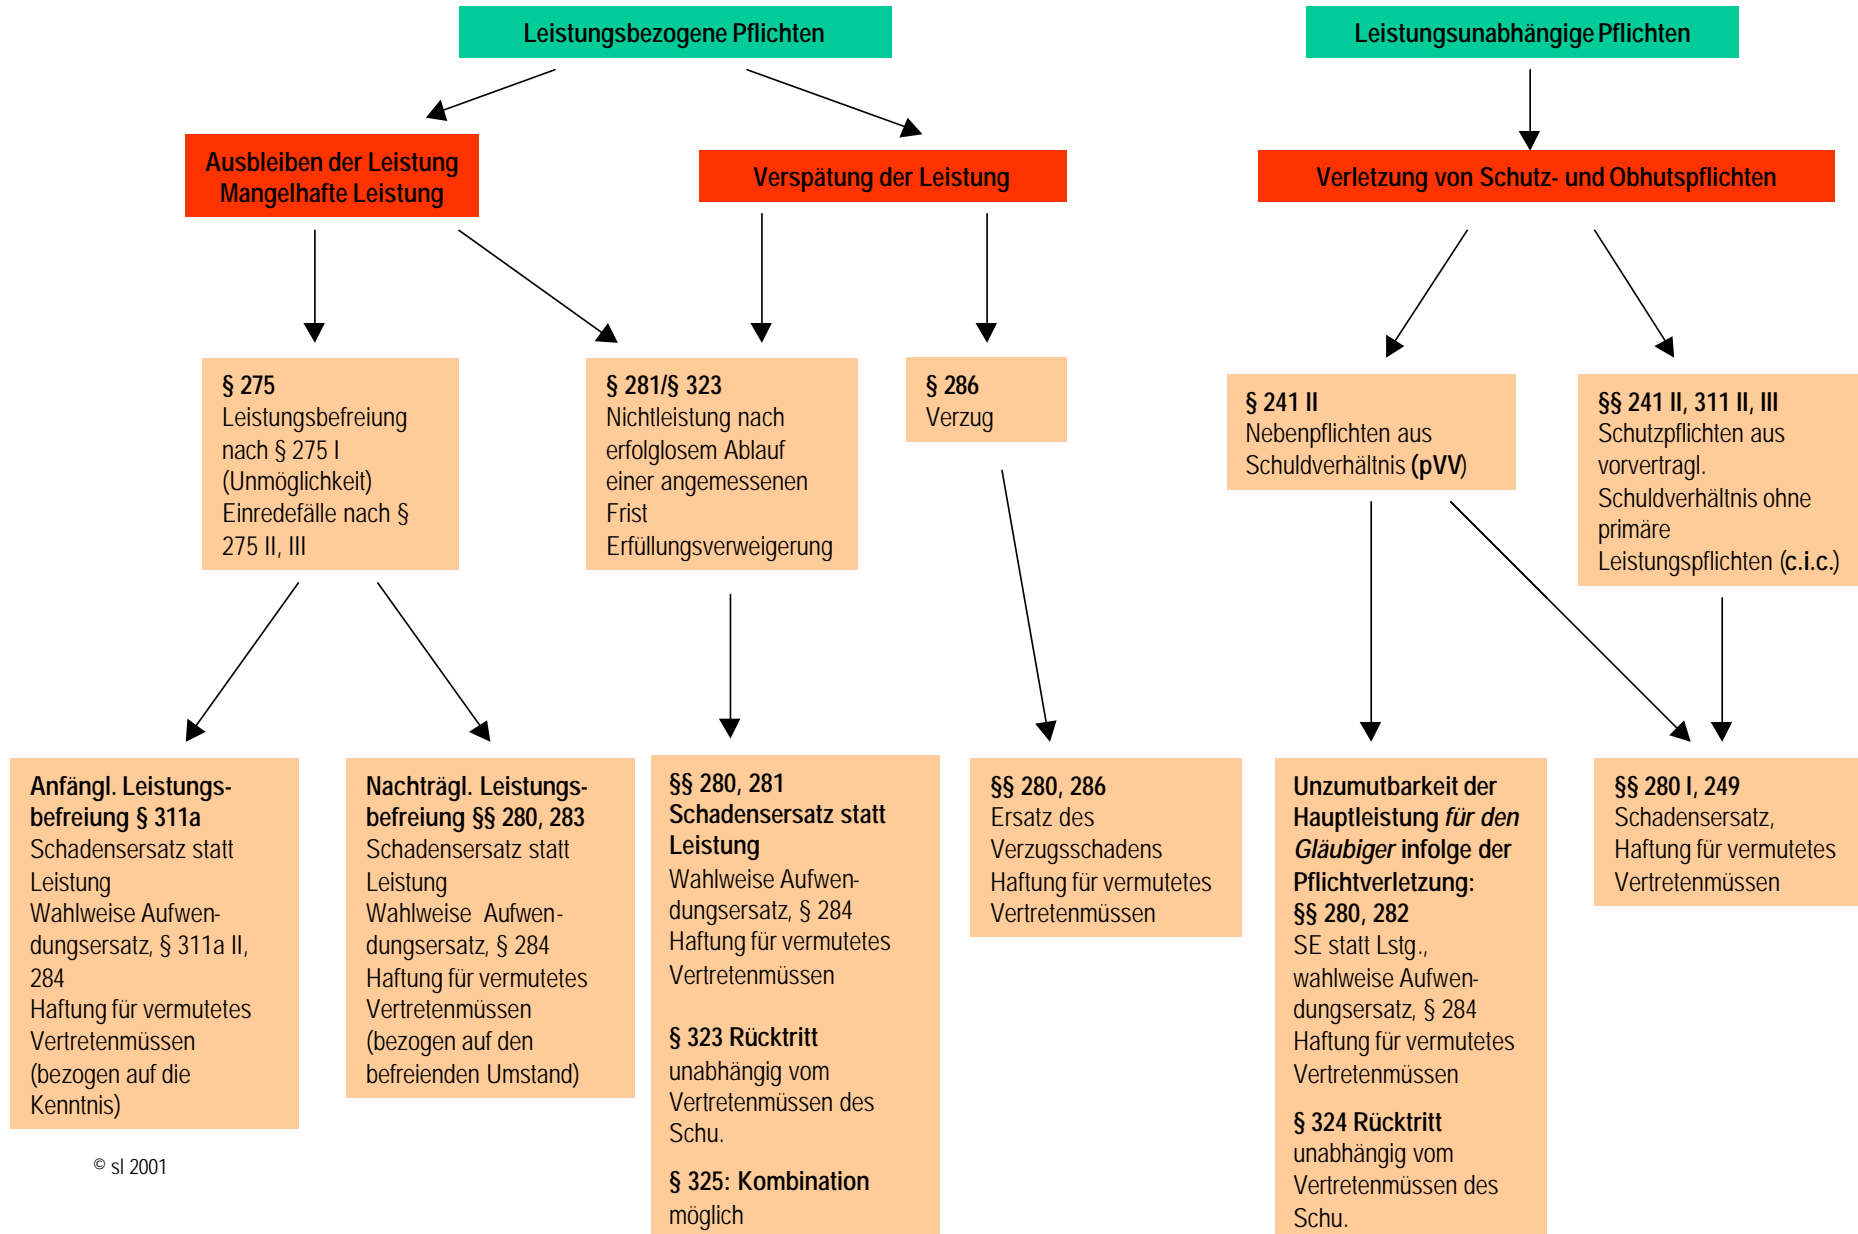 Leistungsbezogene Pflichten
Leistungsunabhängige Pflichten
Ausbleiben der Leistung
Mangelhafte Leistung
Verspätung der Leistung
Verletzung von Schutz- und Obhutspflichten
§ 275
Leistungsbefreiung
nach § 275 I
(Unmöglichkeit)
Einredefälle nach §
275 II, III
§ 281/§ 323
Nichtleistung nach
erfolglosem Ablauf
einer angemessenen
Frist
Erfüllungsverweigerung
§ 286
Verzug
§ 241 II
Nebenpflichten aus
Schuldverhältnis (pVV)
§§ 241 II, 311 II, III
Schutzpflichten aus
vorvertragl.
Schuldverhältnis ohne
primäre
Leistungspflichten (c.i.c.)
Anfängl. Leistungs-
befreiung § 311a
Schadensersatz statt
Leistung
Wahlweise Aufwen-
dungsersatz, § 311a II,
284
Haftung für vermutetes
Vertretenmüssen
(bezogen auf die
Kenntnis)
Nachträgl. Leistungs-
befreiung §§ 280, 283
Schadensersatz statt
Leistung
Wahlweise Aufwen-
dungsersatz, § 284
Haftung für vermutetes
Vertretenmüssen
(bezogen auf den
befreienden Umstand)
§§ 280, 281
Schadensersatz statt
Leistung
Wahlweise Aufwen-
dungsersatz, § 284
Haftung für vermutetes
Vertretenmüssen
§ 323 Rücktritt
unabhängig vom
Vertretenmüssen des
Schu.
§ 325: Kombination
möglich
§§ 280, 286
Ersatz des
Verzugsschadens
Haftung für vermutetes
Vertretenmüssen
Unzumutbarkeit der
Hauptleistung für den
Gläubiger infolge der
Pflichtverletzung:
§§ 280, 282
SE statt Lstg.,
wahlweise Aufwen-
dungsersatz, § 284
Haftung für vermutetes
Vertretenmüssen
§ 324 Rücktritt
unabhängig vom
Vertretenmüssen des
Schu.
§§ 280 I, 249
Schadensersatz,
Haftung für vermutetes
Vertretenmüssen
© sl 2001